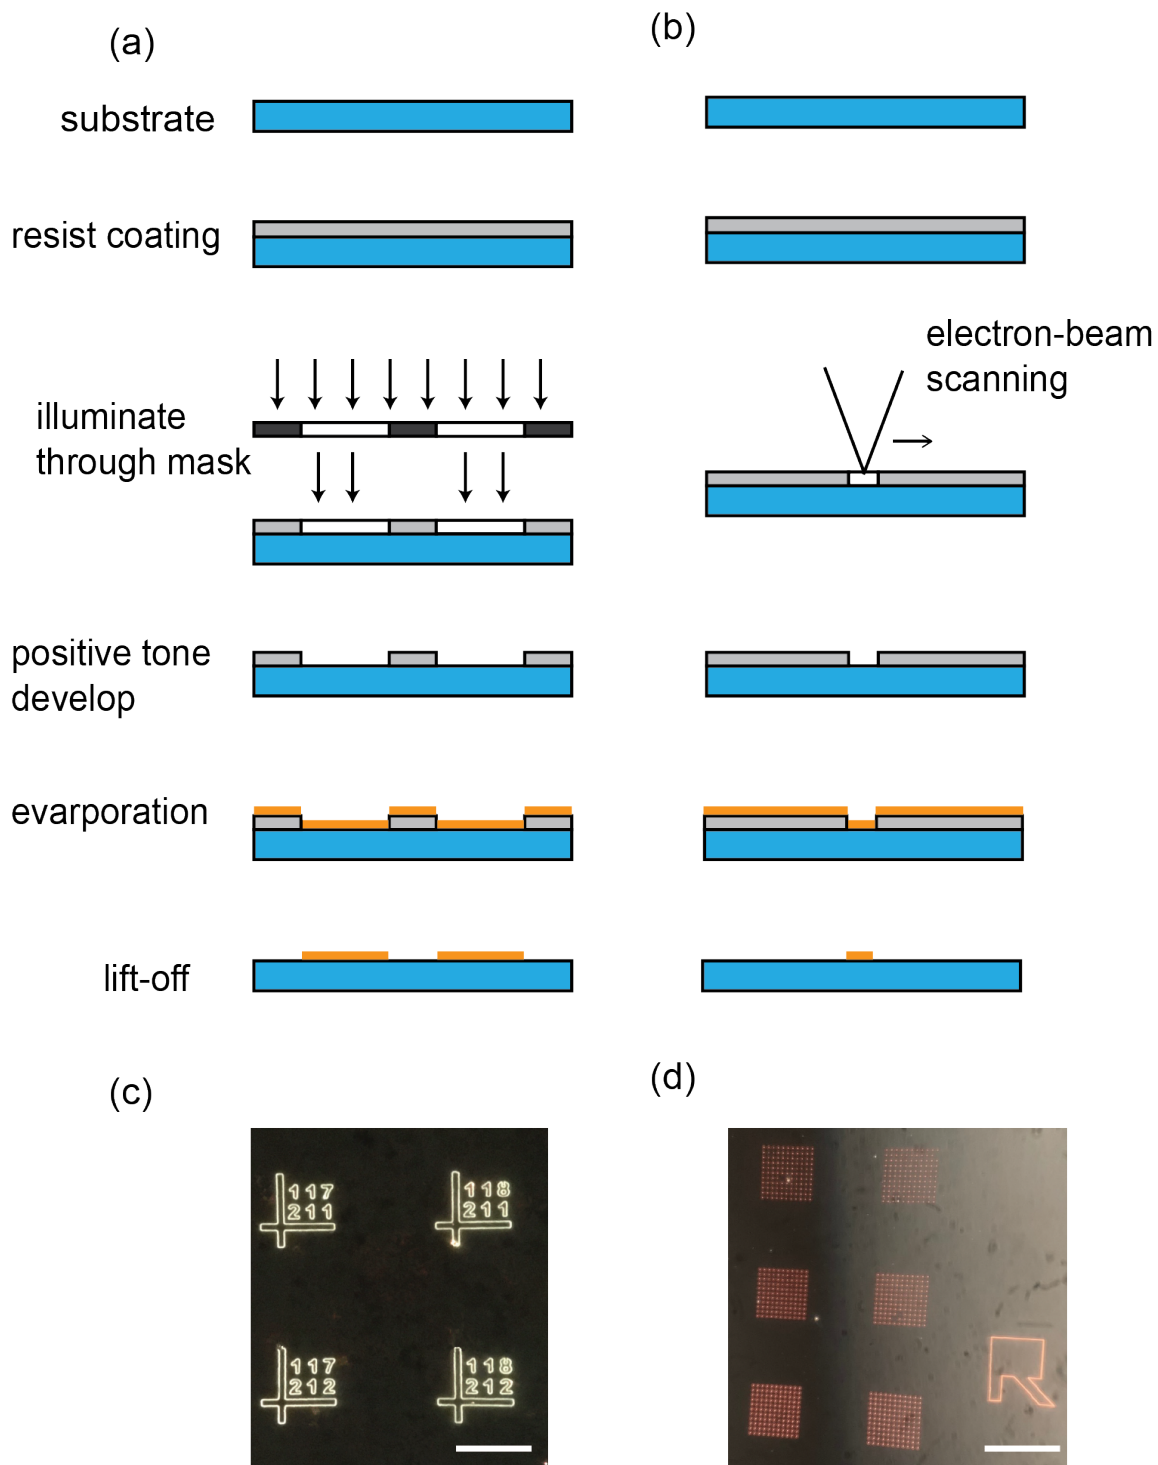 (a)
(b)
substrate
resist coating
electron-beam
scanning
illuminate
through mask
positive tone
develop
evarporation
lift-off
(c)
(d)
117
211
118
211
117
212
118
212
R